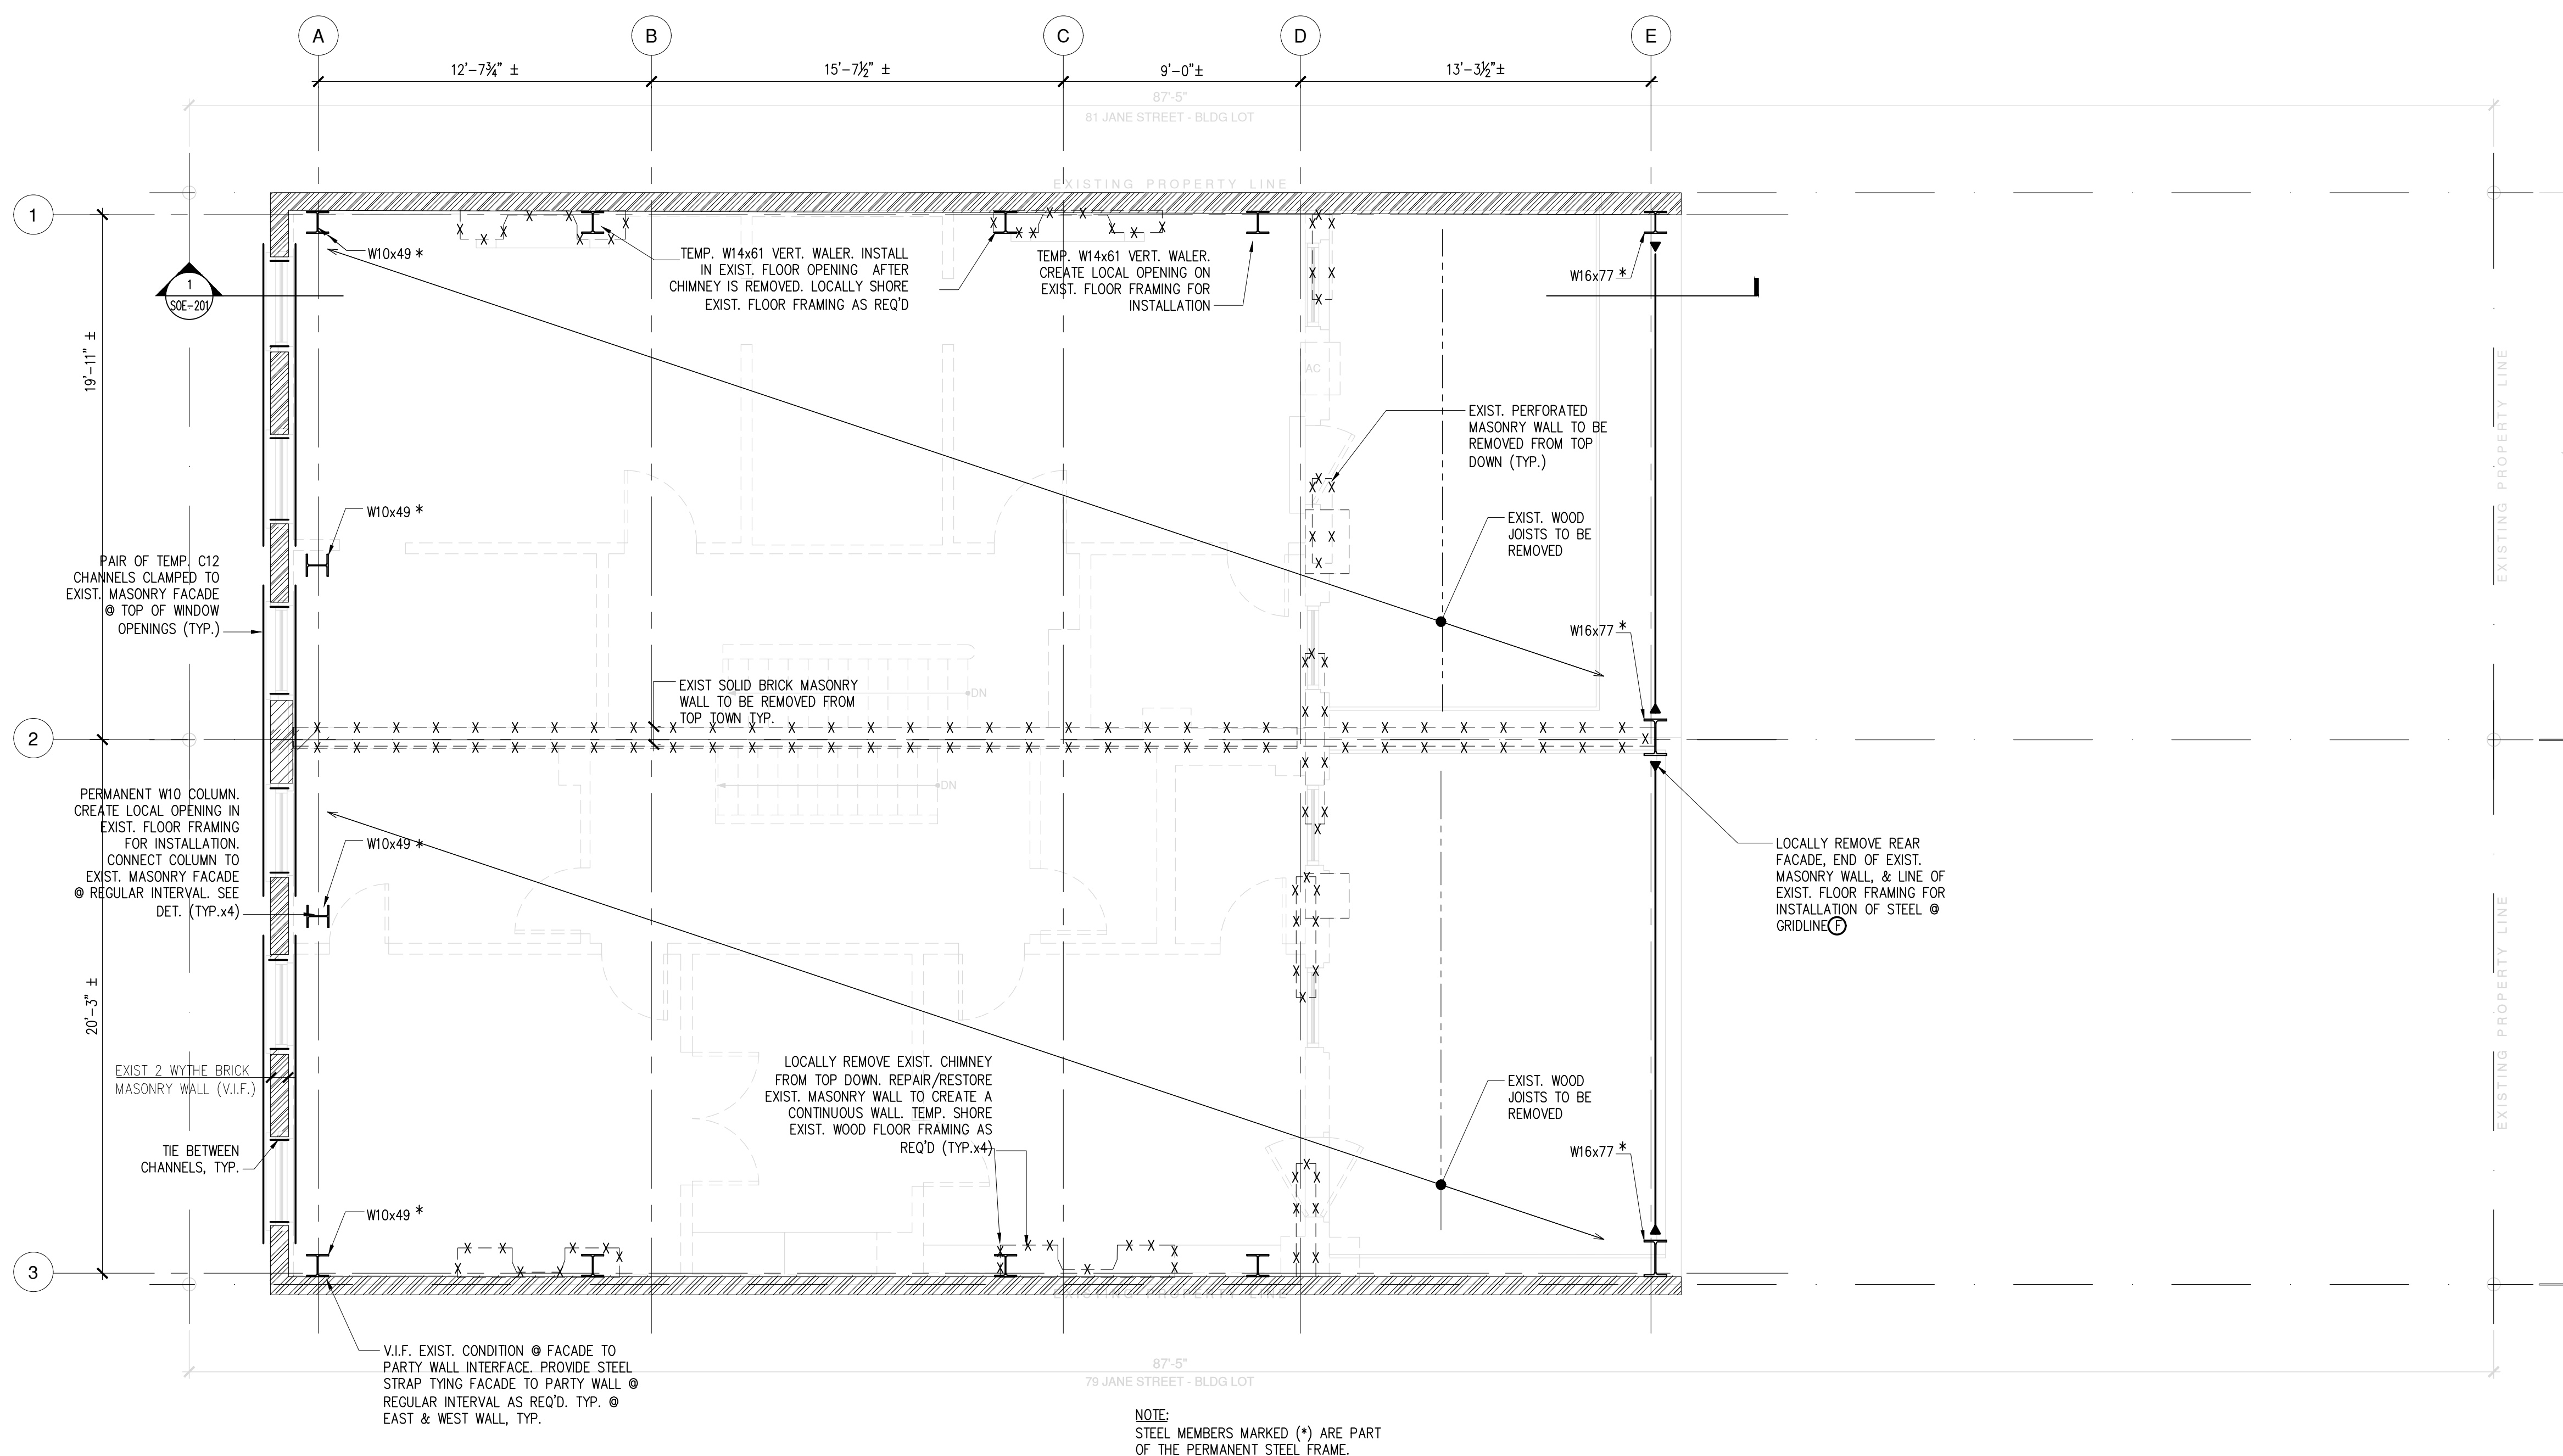 A
B
C
D
E
12'-7¾" ±
15'-7½" ±
9'-0"±
13'-3½"±
87'-5"
81 JANE STREET - BLDG LOT
EXISTING PROPERTY LINE
1
2
3
19'-11" ±
20'-3" ±
1
SOE-201
W10x49 *
TEMP. W14x61 VERT. WALER. INSTALL
IN EXIST. FLOOR OPENING AFTER
CHIMNEY IS REMOVED. LOCALLY SHORE
EXIST. FLOOR FRAMING AS REQ'D
TEMP. W14x61 VERT. WALER.
CREATE LOCAL OPENING ON
EXIST. FLOOR FRAMING FOR
INSTALLATION
W16x77 *
AC
EXIST. PERFORATED
MASONRY WALL TO BE
REMOVED FROM TOP
DOWN (TYP.)
EXISTING PROPERTY LINE
W10x49 *
EXIST. WOOD
JOISTS TO BE
REMOVED
PAIR OF TEMP. C12
CHANNELS CLAMPED TO
EXIST. MASONRY FACADE
@ TOP OF WINDOW
OPENINGS (TYP.)
W16x77 *
EXIST SOLID BRICK MASONRY
WALL TO BE REMOVED FROM
TOP TOWN TYP.
DN
DN
PERMANENT W10 COLUMN.
CREATE LOCAL OPENING IN
EXIST. FLOOR FRAMING
FOR INSTALLATION.
CONNECT COLUMN TO
EXIST. MASONRY FACADE
@ REGULAR INTERVAL. SEE
DET. (TYP.x4)
W10x49 *
LOCALLY REMOVE REAR
FACADE, END OF EXIST.
MASONRY WALL, & LINE OF
EXIST. FLOOR FRAMING FOR
INSTALLATION OF STEEL @
GRIDLINE F
EXISTING PROPERTY LINE
EXIST 2 WYTHE BRICK
MASONRY WALL (V.I.F.)
LOCALLY REMOVE EXIST. CHIMNEY
FROM TOP DOWN. REPAIR/RESTORE
EXIST. MASONRY WALL TO CREATE A
CONTINUOUS WALL. TEMP. SHORE
EXIST. WOOD FLOOR FRAMING AS
REQ'D (TYP.x4)
EXIST. WOOD
JOISTS TO BE
REMOVED
TIE BETWEEN
CHANNELS, TYP.
W16x77 *
W10x49 *
EXISTING PROPERTY LINE
V.I.F. EXIST. CONDITION @ FACADE TO
PARTY WALL INTERFACE. PROVIDE STEEL
STRAP TYING FACADE TO PARTY WALL @
REGULAR INTERVAL AS REQ'D. TYP. @
EAST & WEST WALL, TYP.
87'-5"
79 JANE STREET - BLDG LOT
NOTE:
STEEL MEMBERS MARKED (*) ARE PART
OF THE PERMANENT STEEL FRAME.